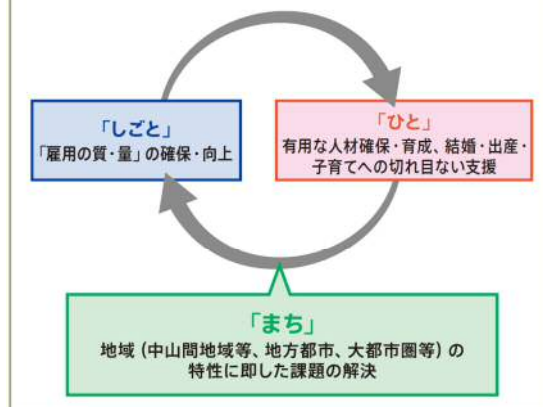 「しごと」
「雇用の質・量」の確保・向上
「ひと」
有用な人材確保・育成、結婚・出産・
子育てへの切れ目ない支援
「まち」
地域（中山間地域等、地方都市、大都市圏等）の
特性に即した課題の解決